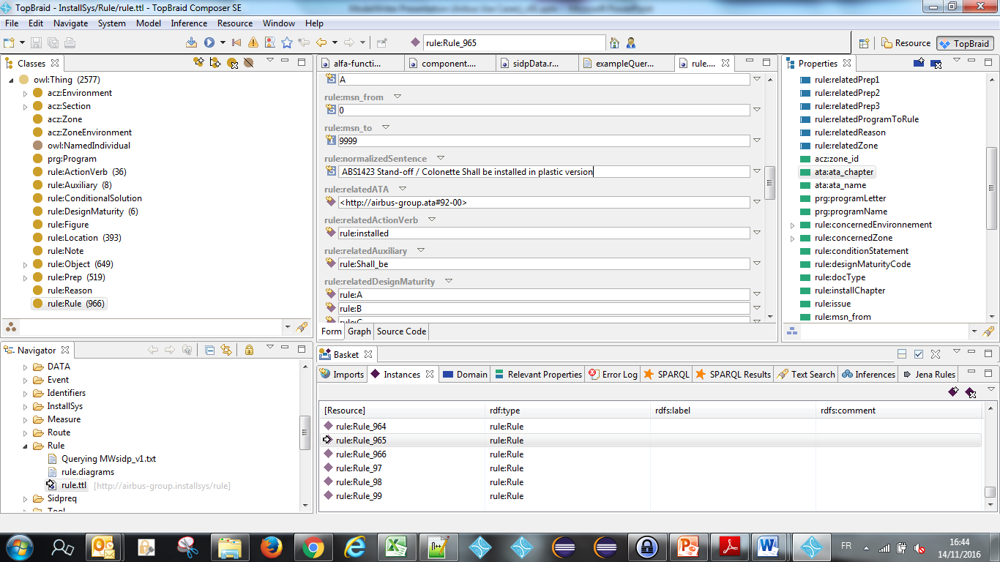 TopBraid - InstallSys/Rule/rule.ttl - TopBraid Composer SE
File Edit Navigate System Model Inference Resource Window Help
rule:Rule_965
Resource
TopBraid
Classes
owl:Thing (2577)
acz:Environment
acz:Section
acz:Zone
acz:ZoneEnvironment
owl:NamedIndividual
prg:Program
rule:ActionVerb (36)
rule:Auxiliary (8)
rule:ConditionalSolution
rule:DesignMaturity (6)
rule:Figure
rule:Location (393)
rule:Note
rule:Object (649)
rule:Prep (519)
rule:Reason
rule:Rule (966)
Navigator
DATA
Event
Identifiers
InstallSys
Measure
Route
Rule
Querying MWsidp_v1.txt
rule.diagrams
rule.ttl [http://airbus-group.installsys/rule]
Sidpreq
Tool
alfa-functi...
component....
sidpData.r...
exampleQuer...
rule....
A
rule:msn_from
0
rule:msn_to
9999
rule:normalizedSentence
ABS1423 Stand-off / Colonette Shall be installed in plastic version
rule:relatedATA
<http://airbus-group.ata#92-00>
rule:relatedActionVerb
rule:installed
rule:relatedAuxiliary
rule:Shall_be
rule:relatedDesignMaturity
rule:A
rule:B
rule:C
Form Graph Source Code
Properties
rule:relatedPrep1
rule:relatedPrep2
rule:relatedPrep3
rule:relatedProgramToRule
rule:relatedReason
rule:relatedZone
acz:zone_id
ata:ata_chapter
ata:ata_name
prg:programLetter
prg:programName
rule:concernedEnvironnement
rule:concernedZone
rule:conditionStatement
rule:designMaturityCode
rule:docType
rule:installChapter
rule:issue
rule:msn_from
Basket
Imports Instances Domain Relevant Properties Error Log SPARQL SPARQL Results Text Search Inferences Jena Rules
[Resource] rdf:type rdfs:label rdfs:comment
rule:Rule_964 rule:Rule
rule:Rule_965 rule:Rule
rule:Rule_966 rule:Rule
rule:Rule_97 rule:Rule
rule:Rule_98 rule:Rule
rule:Rule_99 rule:Rule
FR
16:44
14/11/2016